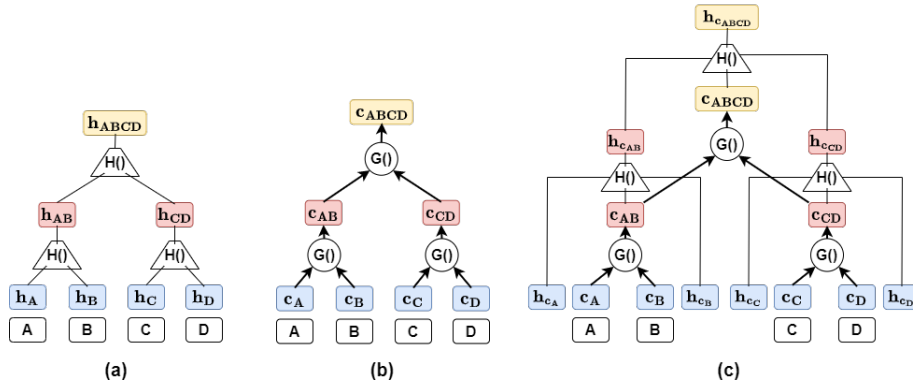 h_ABCD
H()
h_AB h_CD
H() H()
h_A h_B h_C h_D
A B C D
(a)
c_ABCD
G()
c_AB c_CD
G() G()
c_A c_B c_C c_D
A B C D
(b)
h_c_ABCD
H()
c_ABCD
h_c_AB G() h_c_CD
H() H()
c_AB c_CD
G() G()
h_c_A c_A c_B h_c_B h_c_C c_C c_D h_c_D
A B C D
(c)